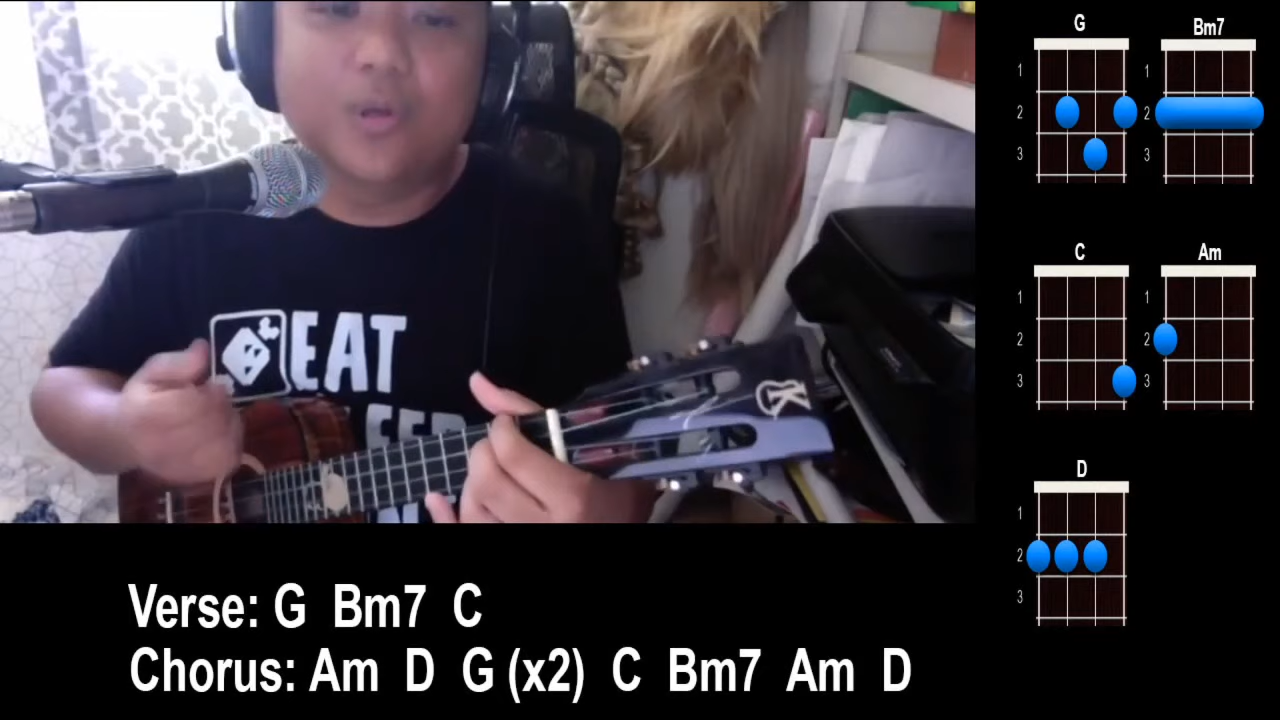 G Bm7
1 1
2 2
3 3
C Am
1 1
2 2
3 3
D
1
2
3
EAT
K
Verse: G Bm7 C
Chorus: Am D G (x2) C Bm7 Am D